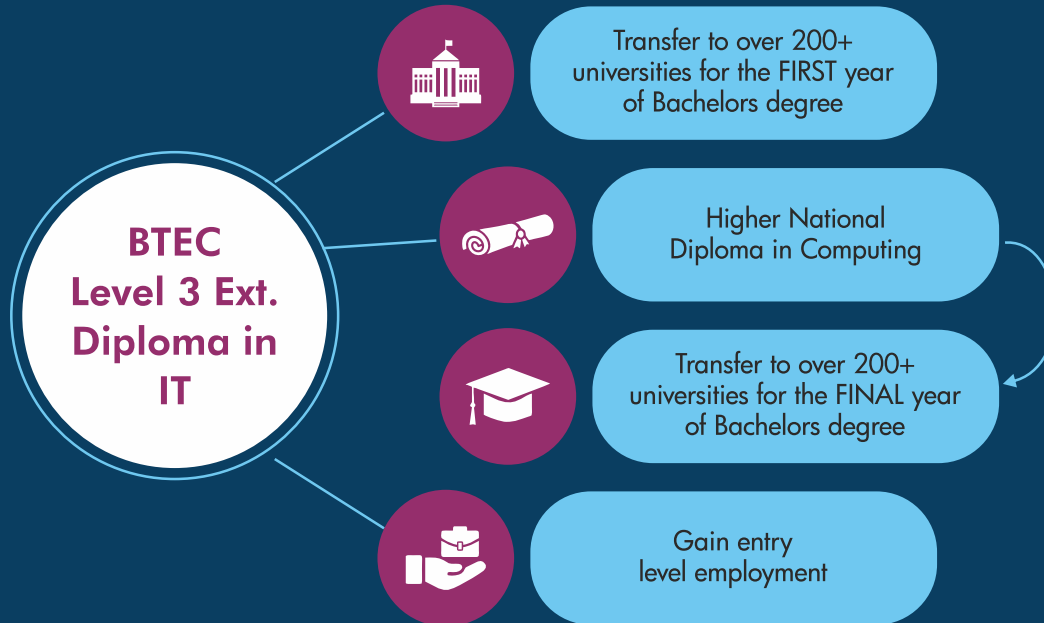 BTEC
Level 3 Ext.
Diploma in
IT
Transfer to over 200+
universities for the FIRST year
of Bachelors degree
Higher National
Diploma in Computing
Transfer to over 200+
universities for the FINAL year
of Bachelors degree
Gain entry
level employment